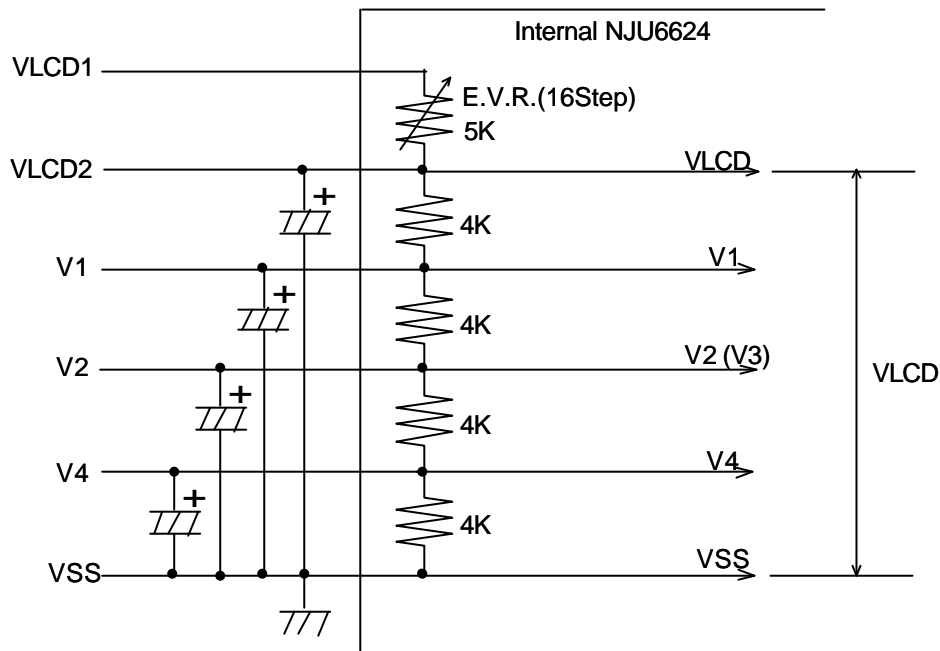 Internal NJU6624
VLCD1
E.V.R.(16Step)
5K
VLCD2
VLCD
+
4K
V1
V1
+
4K
V2
V2 (V3)
VLCD
+
4K
V4
V4
+
4K
VSS
VSS